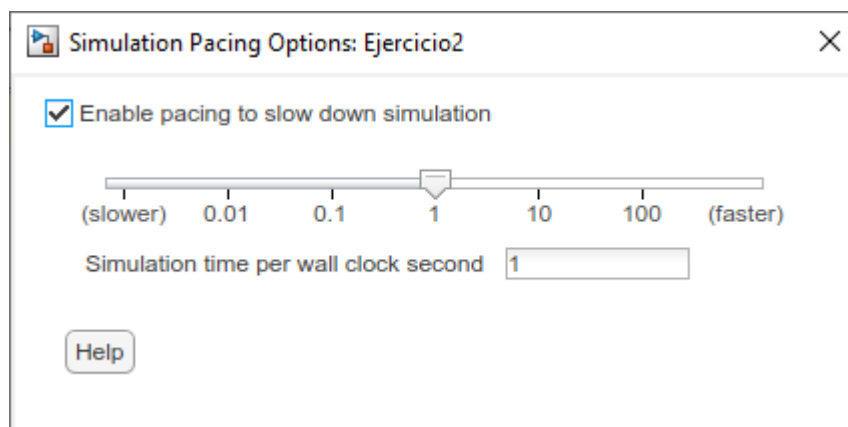 Simulation Pacing Options: Ejercicio2
Enable pacing to slow down simulation
(slower) 0.01 0.1 1 10 100 (faster)
Simulation time per wall clock second 1
Help